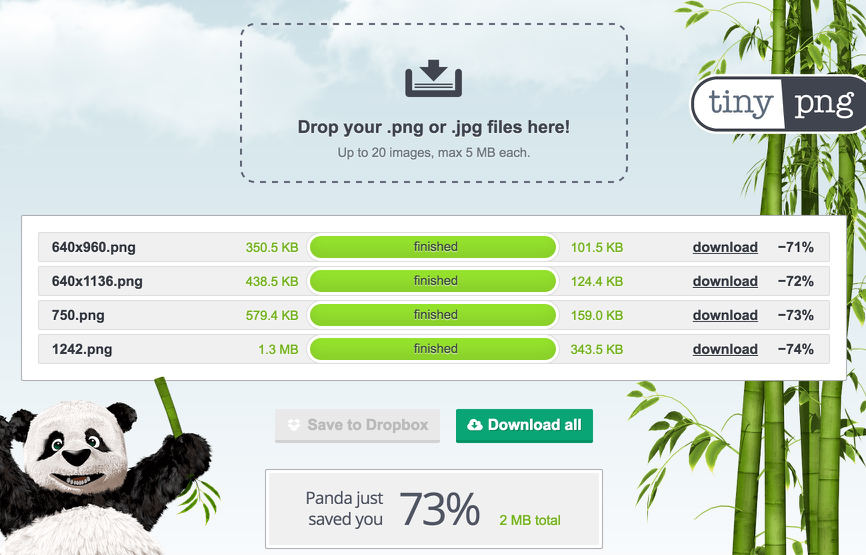 tiny png
Drop your .png or .jpg files here!
Up to 20 images, max 5 MB each.
640x960.png 350.5 KB finished 101.5 KB download −71%
640x1136.png 438.5 KB finished 124.4 KB download −72%
750.png 579.4 KB finished 159.0 KB download −73%
1242.png 1.3 MB finished 343.5 KB download −74%
Save to Dropbox Download all
Panda just
saved you 73% 2 MB total